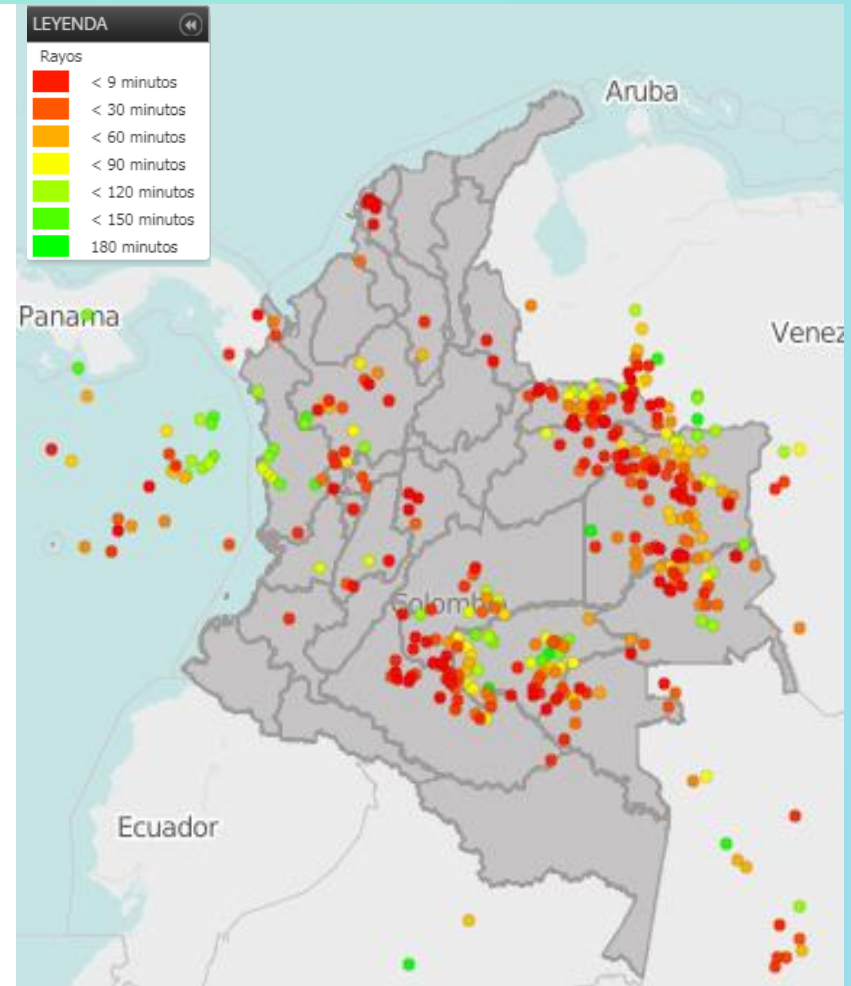 LEYENDA
Rayos
< 9 minutos
< 30 minutos
< 60 minutos
< 90 minutos
< 120 minutos
< 150 minutos
180 minutos
Aruba
Panama
Venez
Colombia
Ecuador